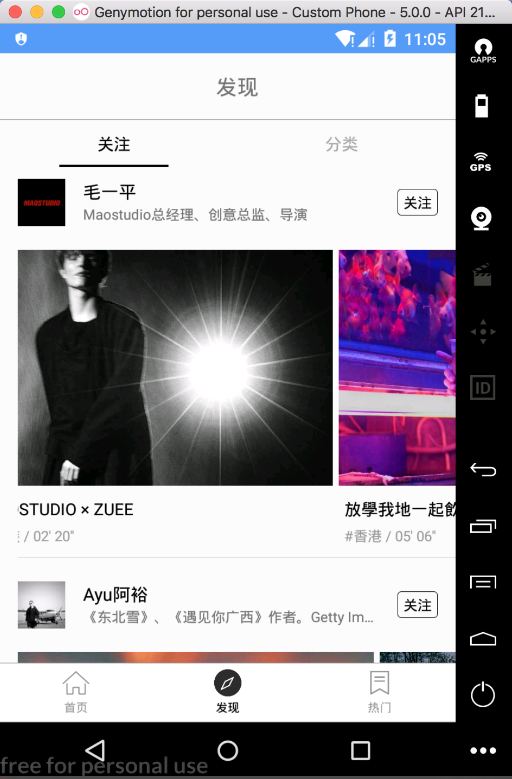 Genymotion for personal use - Custom Phone - 5.0.0 - API 21...
11:05
GAPPS
发现
关注
分类
GPS
MAOSTUDIO
毛一平
Maostudio总经理、创意总监、导演
关注
ID
STUDIO × ZUEE
/ 02' 20"
放學我地一起飲
#香港 / 05' 06"
Ayu阿裕
《东北雪》、《遇见你广西》作者。Getty Im...
关注
首页
发现
热门
free for personal use